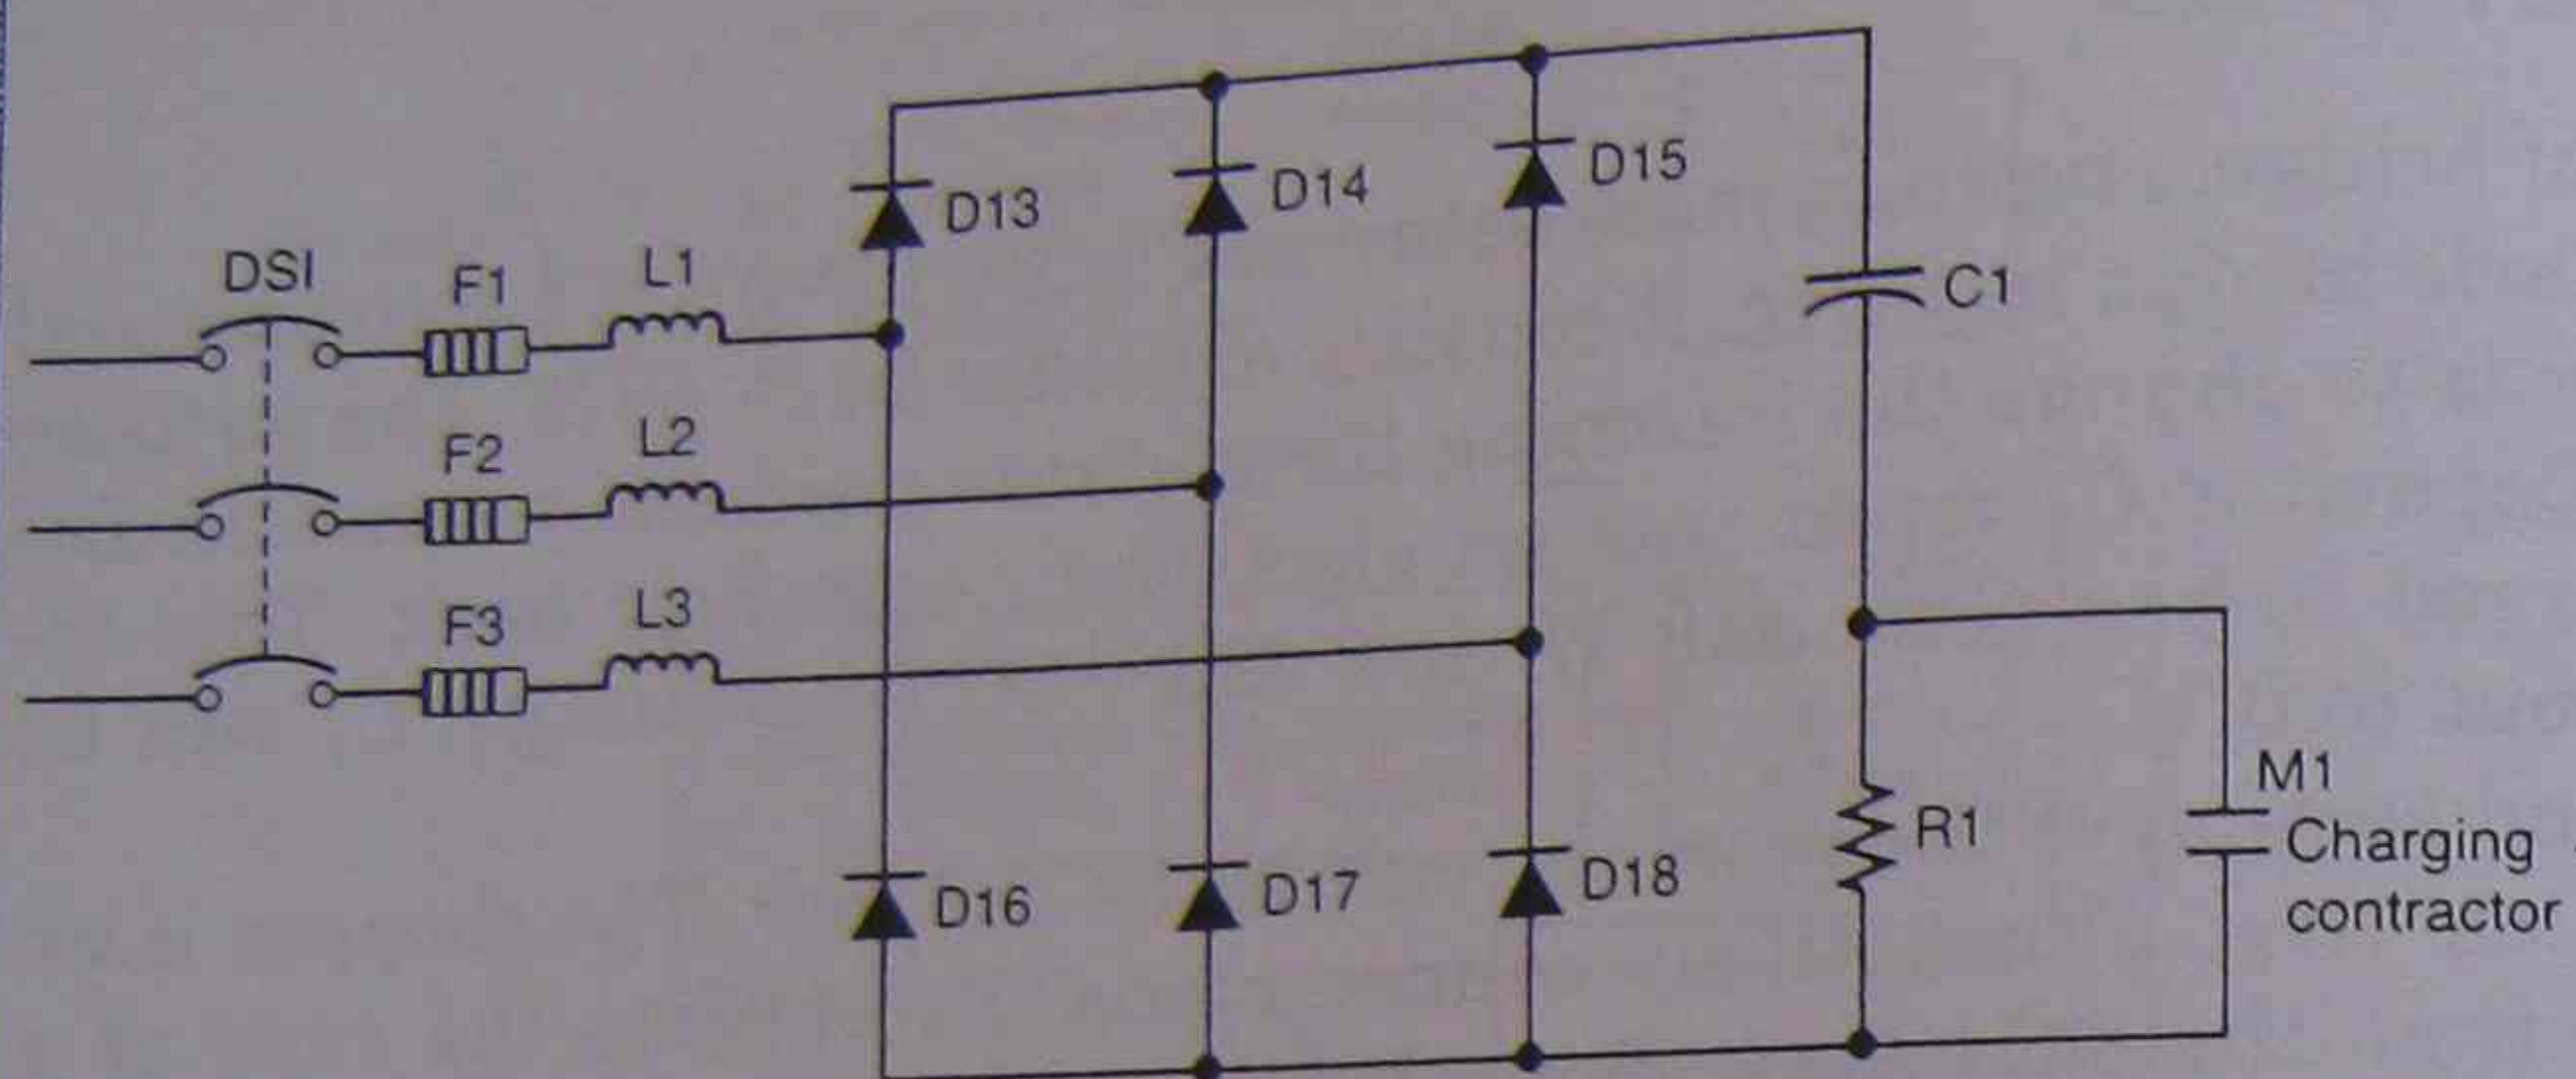 D15
D14
D13
DSI
F1
L1
C1
F2
L2
F3
L3
M1
Charging
contractor
R1
D18
D17
D16